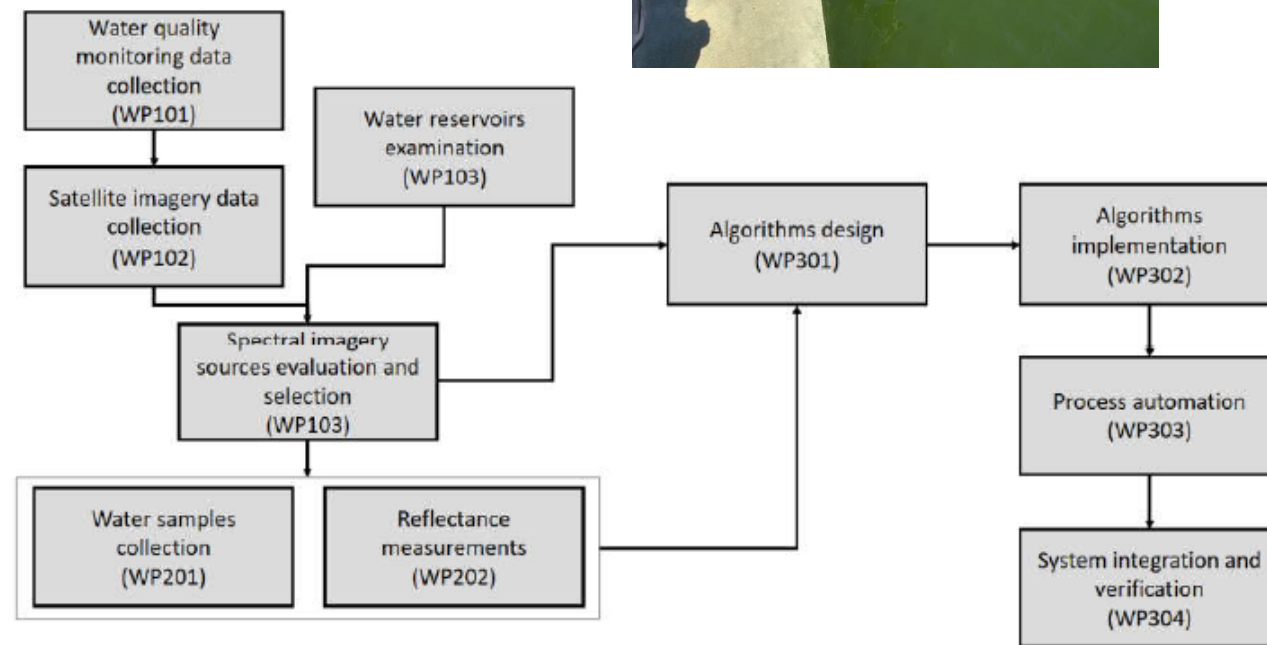 Water quality
monitoring data
collection
(WP101)
Water reservoirs
examination
(WP103)
Satellite imagery data
collection
(WP102)
Spectral imagery
sources evaluation and
selection
(WP103)
Water samples
collection
(WP201)
Reflectance
measurements
(WP202)
Algorithms design
(WP301)
Algorithms
implementation
(WP302)
Process automation
(WP303)
System integration and
verification
(WP304)